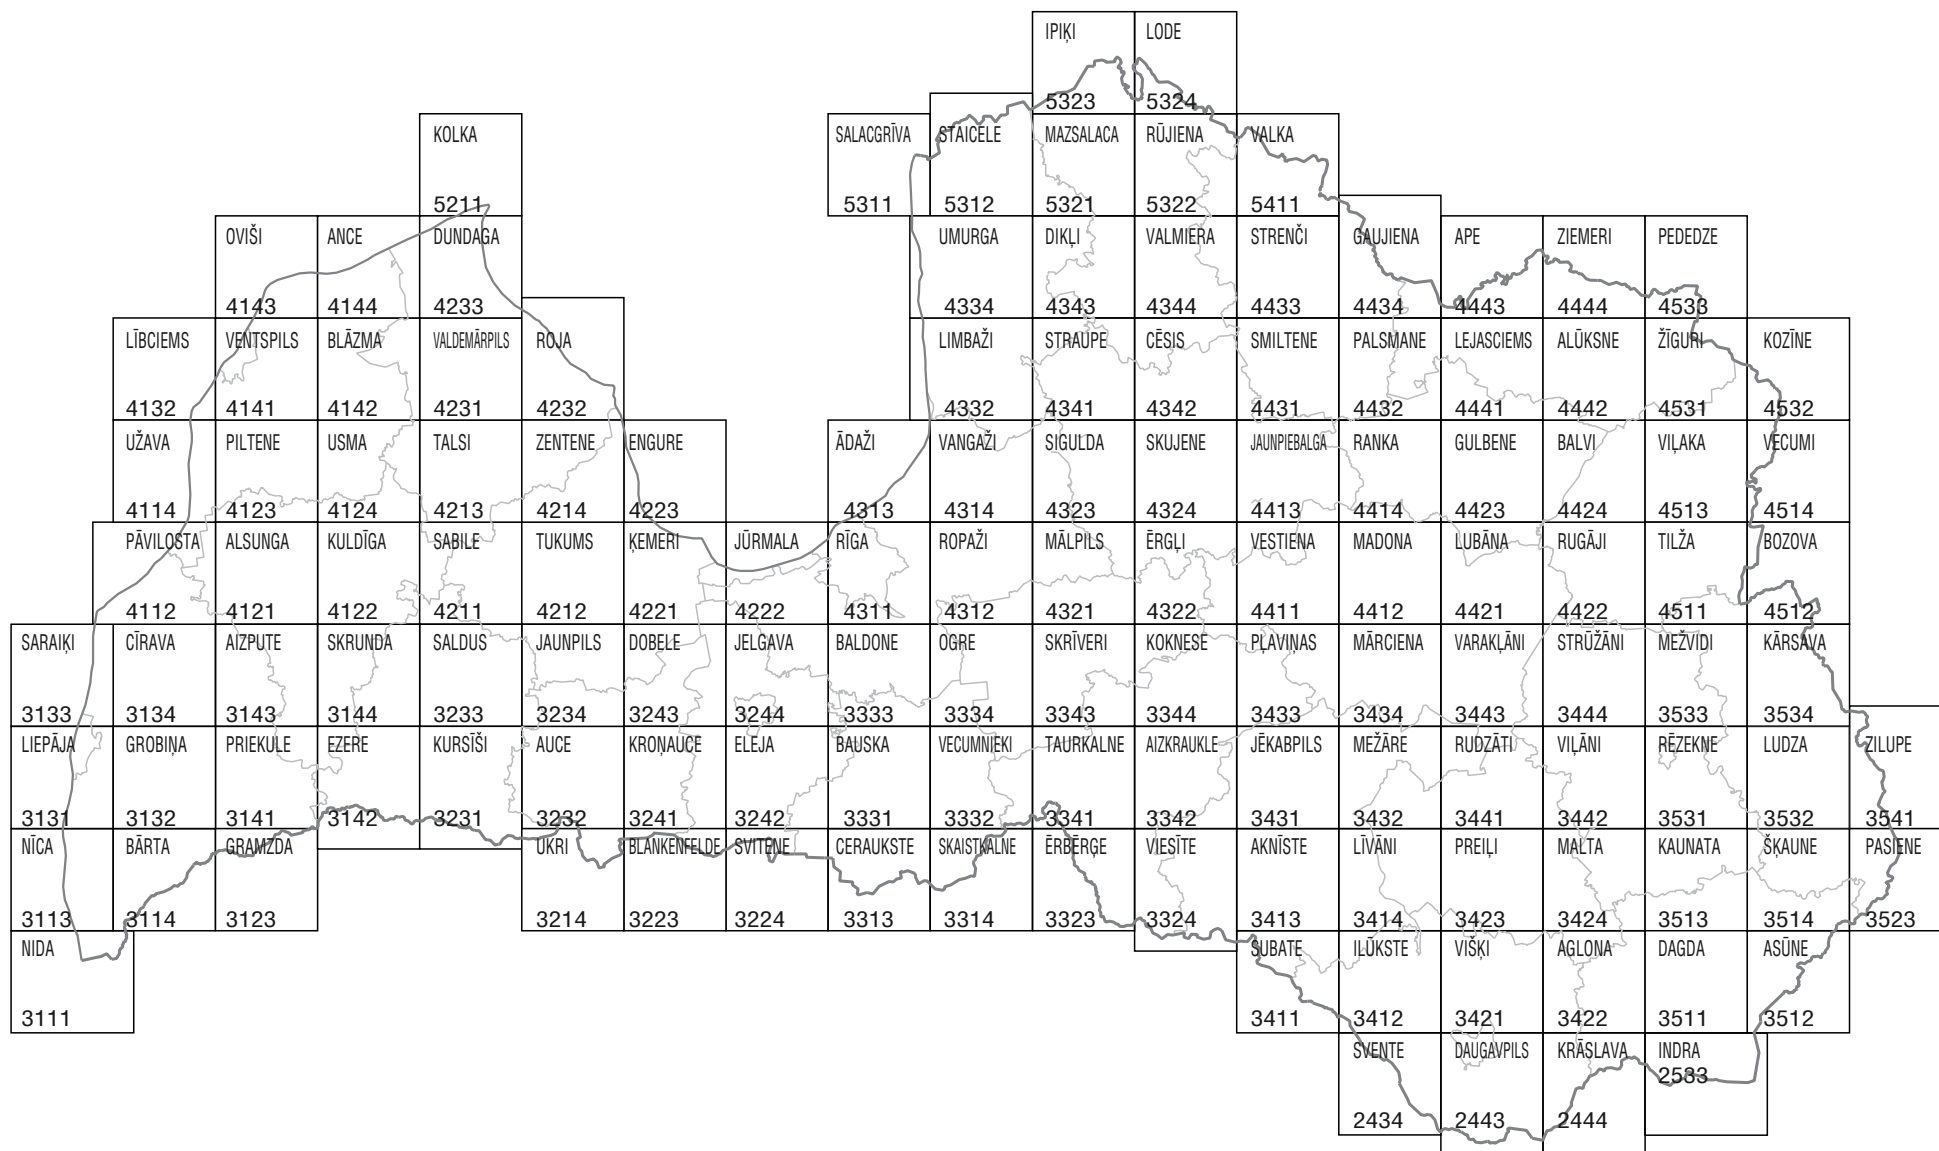 IPIĶI LODE
5323 5324
KOLKA SALACGRĪVA STAICELE MAZSALACA RŪJIENA VALKA
5211 5311 5312 5321 5322 5411
OVIŠI ANCE DUNDAGA UMURGA DIKĻI VALMIERA STRENČI GAUJIENA APE ZIEMERI PEDEDZE
4143 4144 4233 4334 4343 4344 4433 4434 4443 4444 4533
LĪBCIEMS VENTSPILS BLĀZMA VALDEMĀRPILS ROJA LIMBAŽI STRAUPE CĒSIS SMILTENE PALSMANE LEJASCIEMS ALŪKSNE ŽĪGURI KOZĪNE
4132 4141 4142 4231 4232 4332 4341 4342 4431 4432 4441 4442 4531 4532
UŽAVA PILTENE USMA TALSI ZENTENE ENGURE ĀDAŽI VANGAŽI SIGULDA SKUJENE JAUNPIEBALGA RANKA GULBENE BALVI VIĻAKA VECUMI
4114 4123 4124 4213 4214 4223 4313 4314 4323 4324 4413 4414 4423 4424 4513 4514
PĀVILOSTA ALSUNGA KULDĪGA SABILE TUKUMS ĶEMERI JŪRMALA RĪGA ROPAŽI MĀLPILS ĒRGĻI VESTIENA MADONA LUBĀNA RUGĀJI TILŽA BOZOVA
4112 4121 4122 4211 4212 4221 4222 4311 4312 4321 4322 4411 4412 4421 4422 4511 4512
SARAIĶI CĪRAVA AIZPUTE SKRUNDA SALDUS JAUNPILS DOBELE JELGAVA BALDONE OGRE SKRĪVERI KOKNESE PĻAVIŅAS MĀRCIENA VARAKĻĀNI STRŪŽĀNI MEŽVIDI KĀRSAVA
3133 3134 3143 3144 3233 3234 3243 3244 3333 3334 3343 3344 3433 3434 3443 3444 3533 3534
LIEPĀJA GROBIŅA PRIEKULE EZERE KURSĪŠI AUCE KROŅAUCE ELEJA BAUSKA VECUMNIEKI TAURKALNE AIZKRAUKLE JĒKABPILS MEŽĀRE RUDZĀTI VIĻĀNI RĒZEKNE LUDZA ZILUPE
3131 3132 3141 3142 3231 3232 3241 3242 3331 3332 3341 3342 3431 3432 3441 3442 3531 3532 3541
NĪCA BĀRTA GRAMZDA UKRI BLANKENFELDE SVITENE CERAUKSTE SKAISTKALNE ĒRBERĢE VIESĪTE AKNĪSTE LĪVĀNI PREIĻI MALTA KAUNATA ŠĶAUNE PASIENE
3113 3114 3123 3214 3223 3224 3313 3314 3323 3324 3413 3414 3423 3424 3513 3514 3523
NIDA SUBATE ILŪKSTE VIŠĶI AGLONA DAGDA ASŪNE
3111 3411 3412 3421 3422 3511 3512
SVENTE DAUGAVPILS KRĀSLAVA INDRA
2533
2434 2443 2444